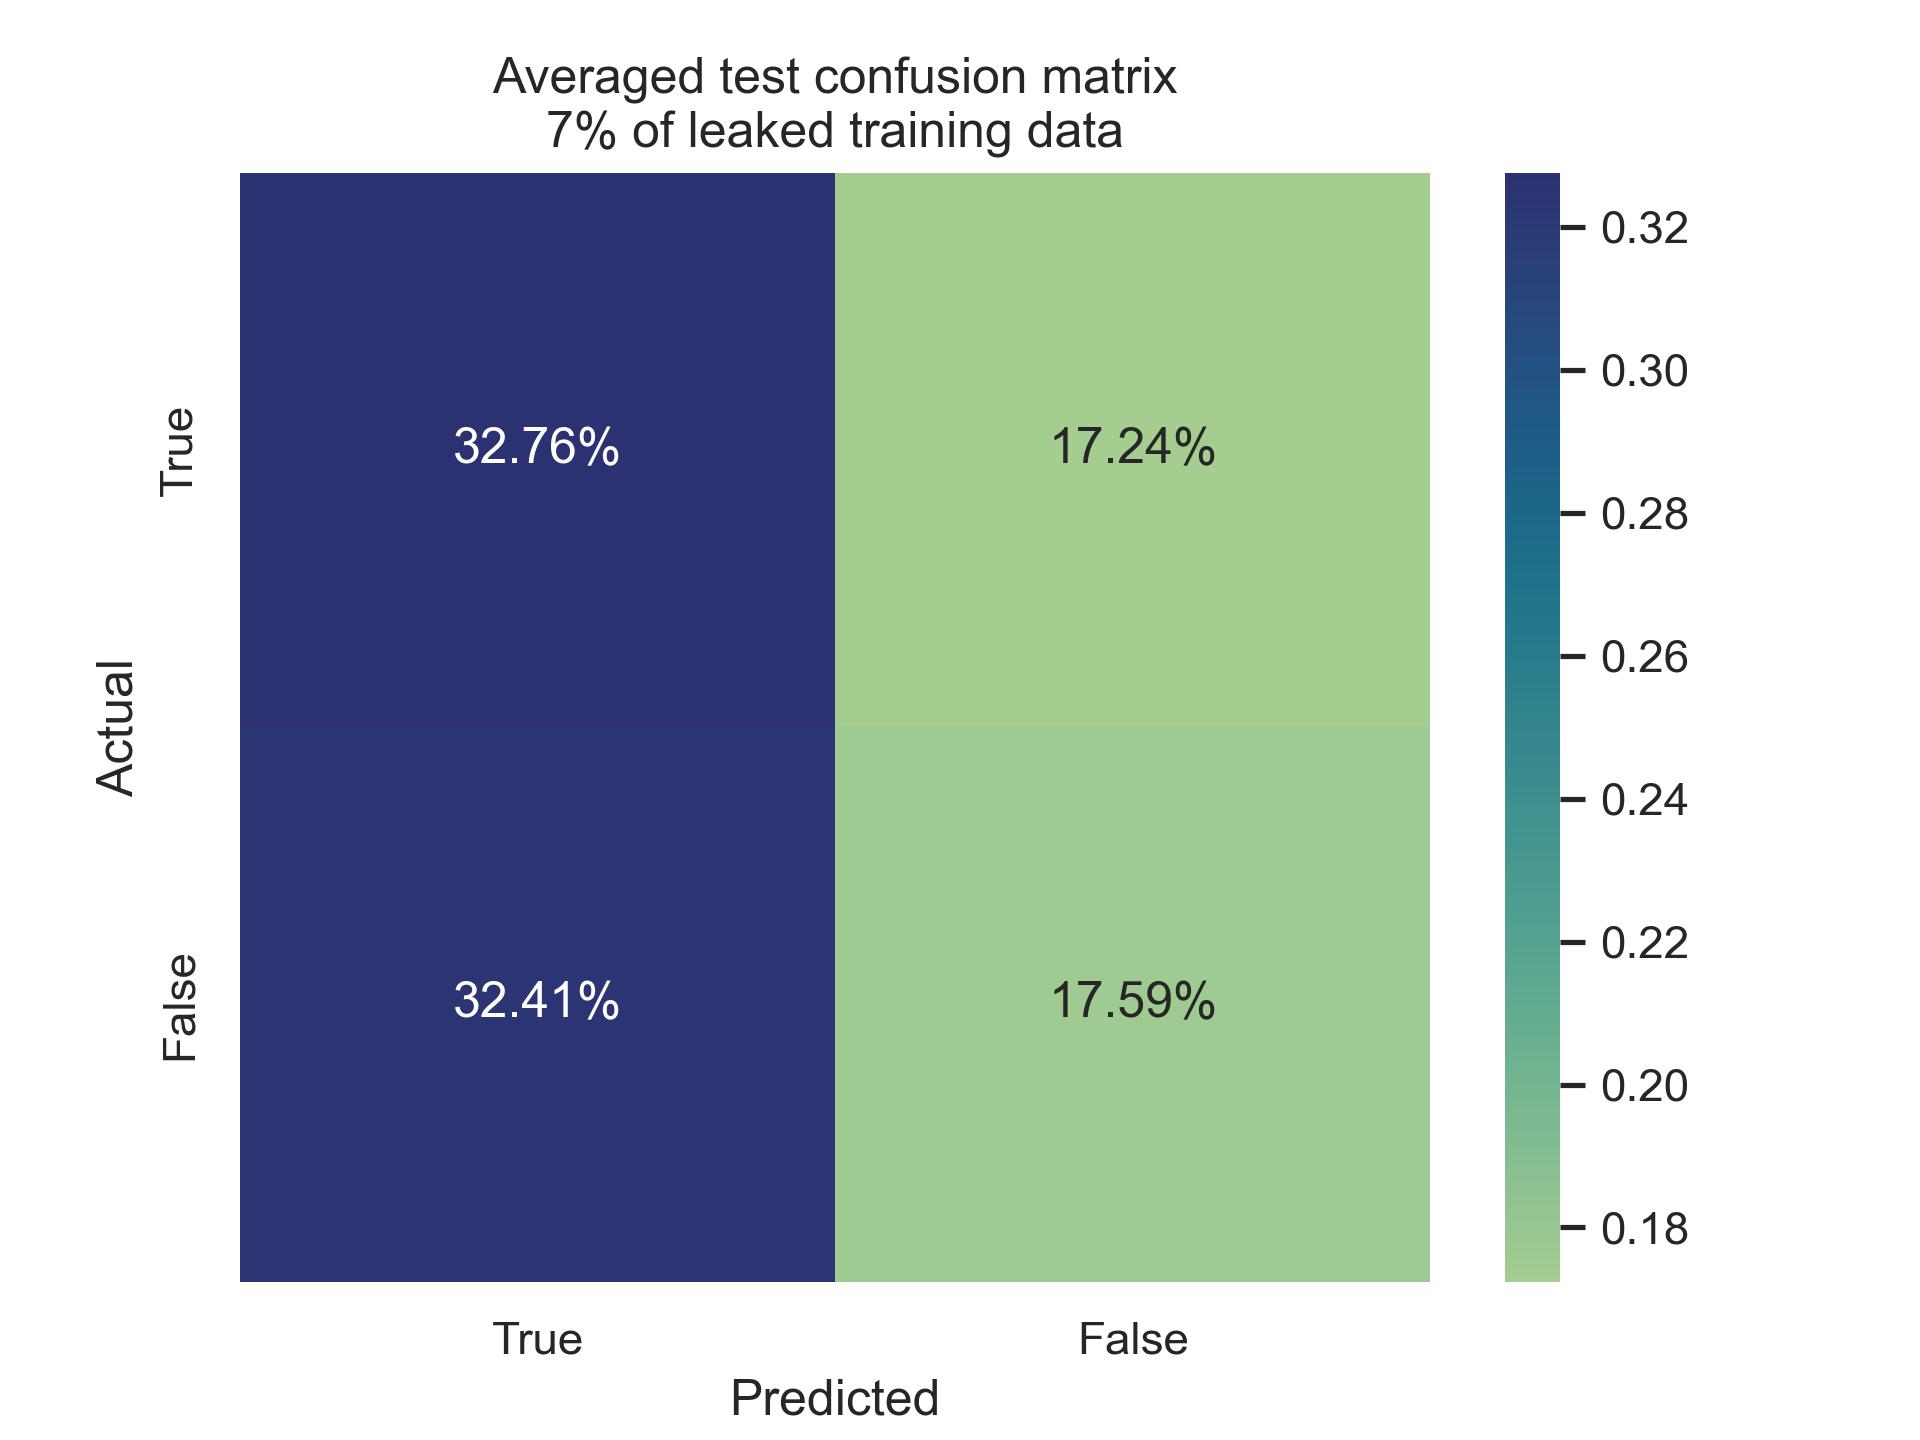 Averaged test confusion matrix
7% of leaked training data
Actual
True
False
32.76%
17.24%
32.41%
17.59%
True
False
Predicted
0.32
0.30
0.28
0.26
0.24
0.22
0.20
0.18